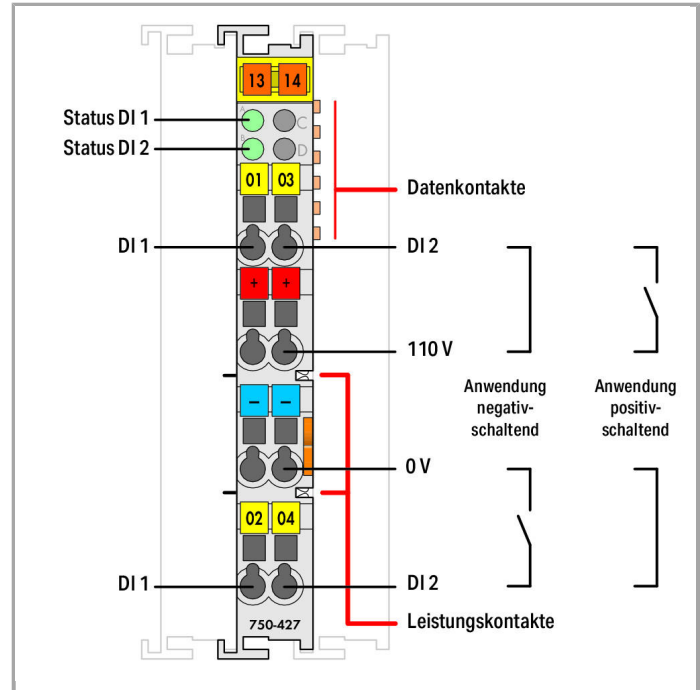 13 14
A C
B D
Status DI 1
Status DI 2
01 03
Datenkontakte
DI 1 DI 2
+ +
110 V
Anwendung
negativ-
schaltend
Anwendung
positiv-
schaltend
− −
0 V
02 04
DI 1 DI 2
750-427
Leistungskontakte